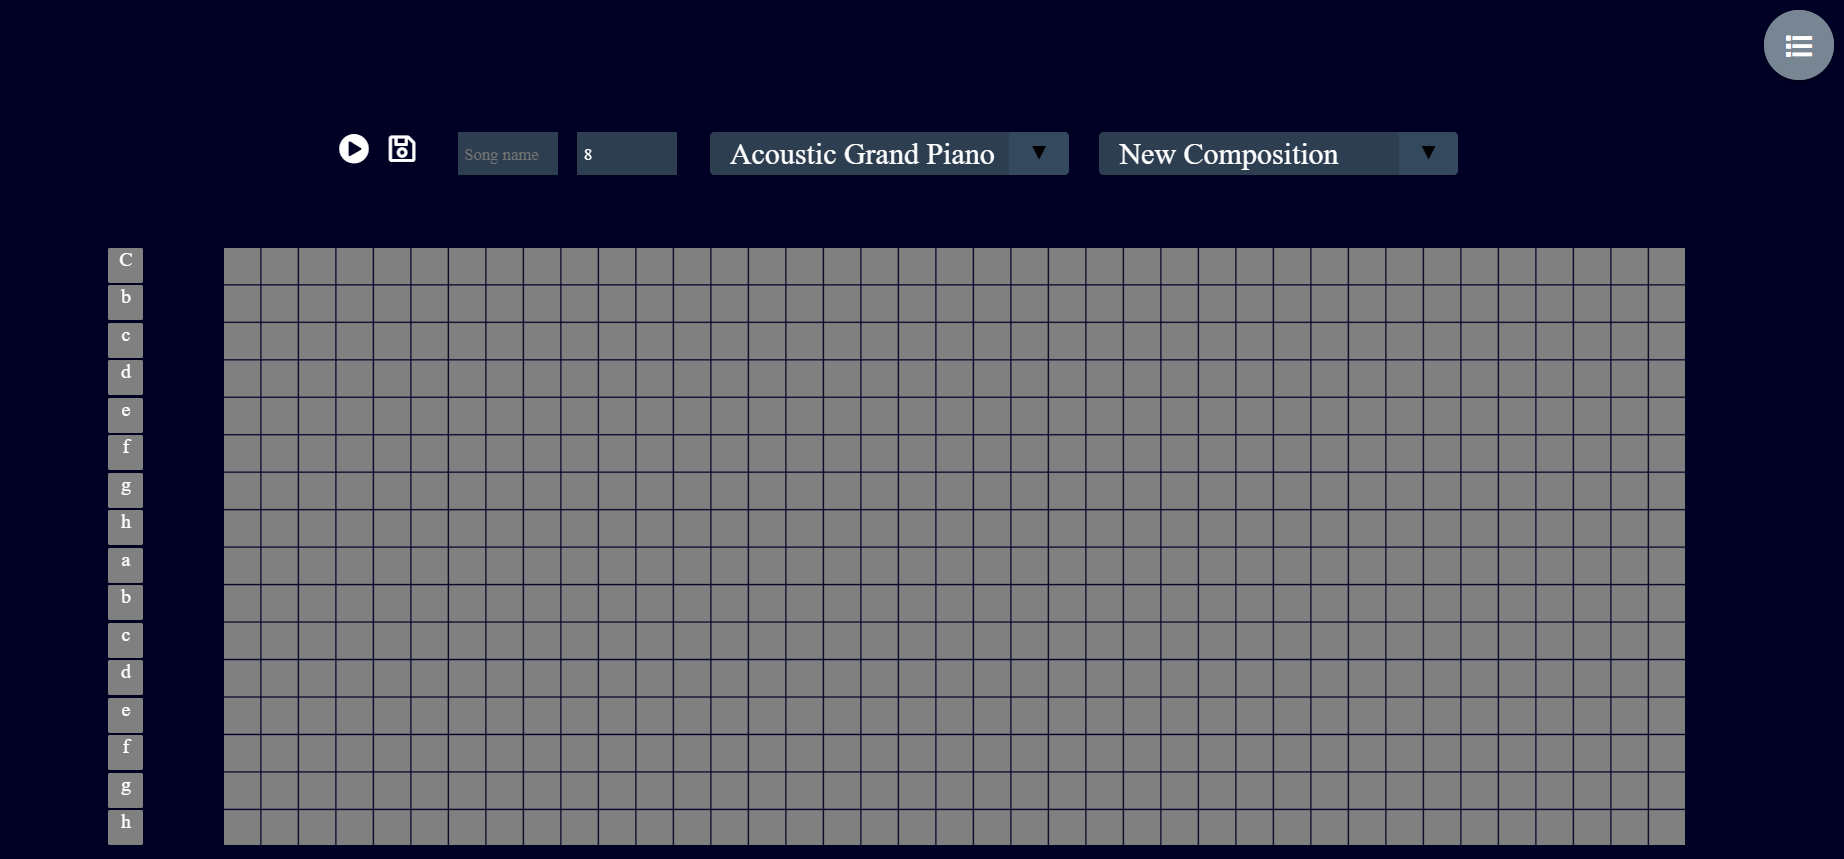 Song name
8
Acoustic Grand Piano ▼
New Composition ▼
C
b
c
d
e
f
g
h
a
b
c
d
e
f
g
h